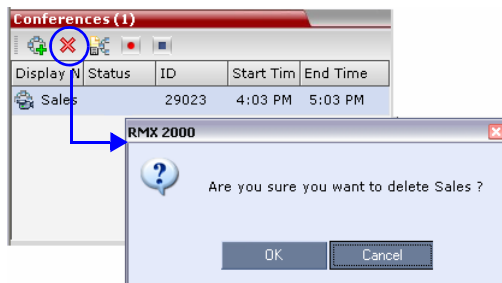 Conferences (1)
Display N Status ID Start Tim End Time
Sales 29023 4:03 PM 5:03 PM
RMX 2000
Are you sure you want to delete Sales ?
OK Cancel